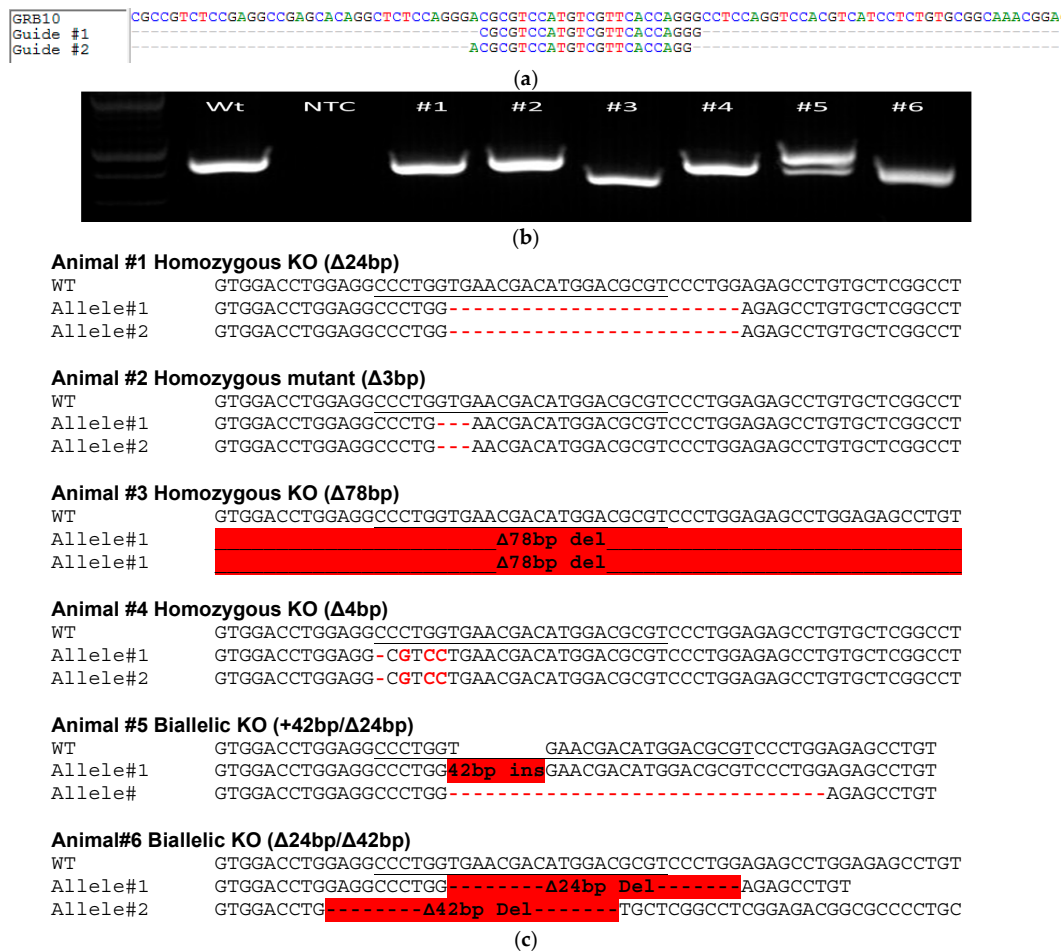 GRB10 CGCCGTCTCCGAGGCCGAGCACAGGCTCTCCAGGGACGCGTCCATGTCGTTCACCAGGGCCTCCAGGTCCACGTCATCCTCTGTGCGGCAAACGGA
Guide #1 ------------------------------------CGCGTCCATGTCGTTCACCAGGG-------------------------------------
Guide #2 -----------------------------------ACGCGTCCATGTCGTTCACCAGG--------------------------------------
(a)
Wt NTC #1 #2 #3 #4 #5 #6
(b)
Animal #1 Homozygous KO (Δ24bp)
WT GTGGACCTGGAGGCCCTGGTGAACGACATGGACGCGTCCCTGGAGAGCCTGTGCTCGGCCT
Allele#1 GTGGACCTGGAGGCCCTGG------------------------AGAGCCTGTGCTCGGCCT
Allele#2 GTGGACCTGGAGGCCCTGG------------------------AGAGCCTGTGCTCGGCCT
Animal #2 Homozygous mutant (Δ3bp)
WT GTGGACCTGGAGGCCCTGGTGAACGACATGGACGCGTCCCTGGAGAGCCTGTGCTCGGCCT
Allele#1 GTGGACCTGGAGGCCCTG---AACGACATGGACGCGTCCCTGGAGAGCCTGTGCTCGGCCT
Allele#2 GTGGACCTGGAGGCCCTG---AACGACATGGACGCGTCCCTGGAGAGCCTGTGCTCGGCCT
Animal #3 Homozygous KO (Δ78bp)
WT GTGGACCTGGAGGCCCTGGTGAACGACATGGACGCGTCCCTGGAGAGCCTGGAGAGCCTGT
Allele#1 Δ78bp del
Allele#1 Δ78bp del
Animal #4 Homozygous KO (Δ4bp)
WT GTGGACCTGGAGGCCCTGGTGAACGACATGGACGCGTCCCTGGAGAGCCTGTGCTCGGCCT
Allele#1 GTGGACCTGGAGG-CGTCCTGAACGACATGGACGCGTCCCTGGAGAGCCTGTGCTCGGCCT
Allele#2 GTGGACCTGGAGG-CGTCCTGAACGACATGGACGCGTCCCTGGAGAGCCTGTGCTCGGCCT
Animal #5 Biallelic KO (+42bp/Δ24bp)
WT GTGGACCTGGAGGCCCTGGT GAACGACATGGACGCGTCCCTGGAGAGCCTGT
Allele#1 GTGGACCTGGAGGCCCTGG42bp insGAACGACATGGACGCGTCCCTGGAGAGCCTGT
Allele# GTGGACCTGGAGGCCCTGG-------------------------------AGAGCCTGT
Animal#6 Biallelic KO (Δ24bp/Δ42bp)
WT GTGGACCTGGAGGCCCTGGTGAACGACATGGACGCGTCCCTGGAGAGCCTGGAGAGCCTGT
Allele#1 GTGGACCTGGAGGCCCTGG--------Δ24bp Del-------AGAGCCTGT
Allele#2 GTGGACCTG--------Δ42bp Del-------TGCTCGGCCTCGGAGACGGCGCCCCTGC
(c)